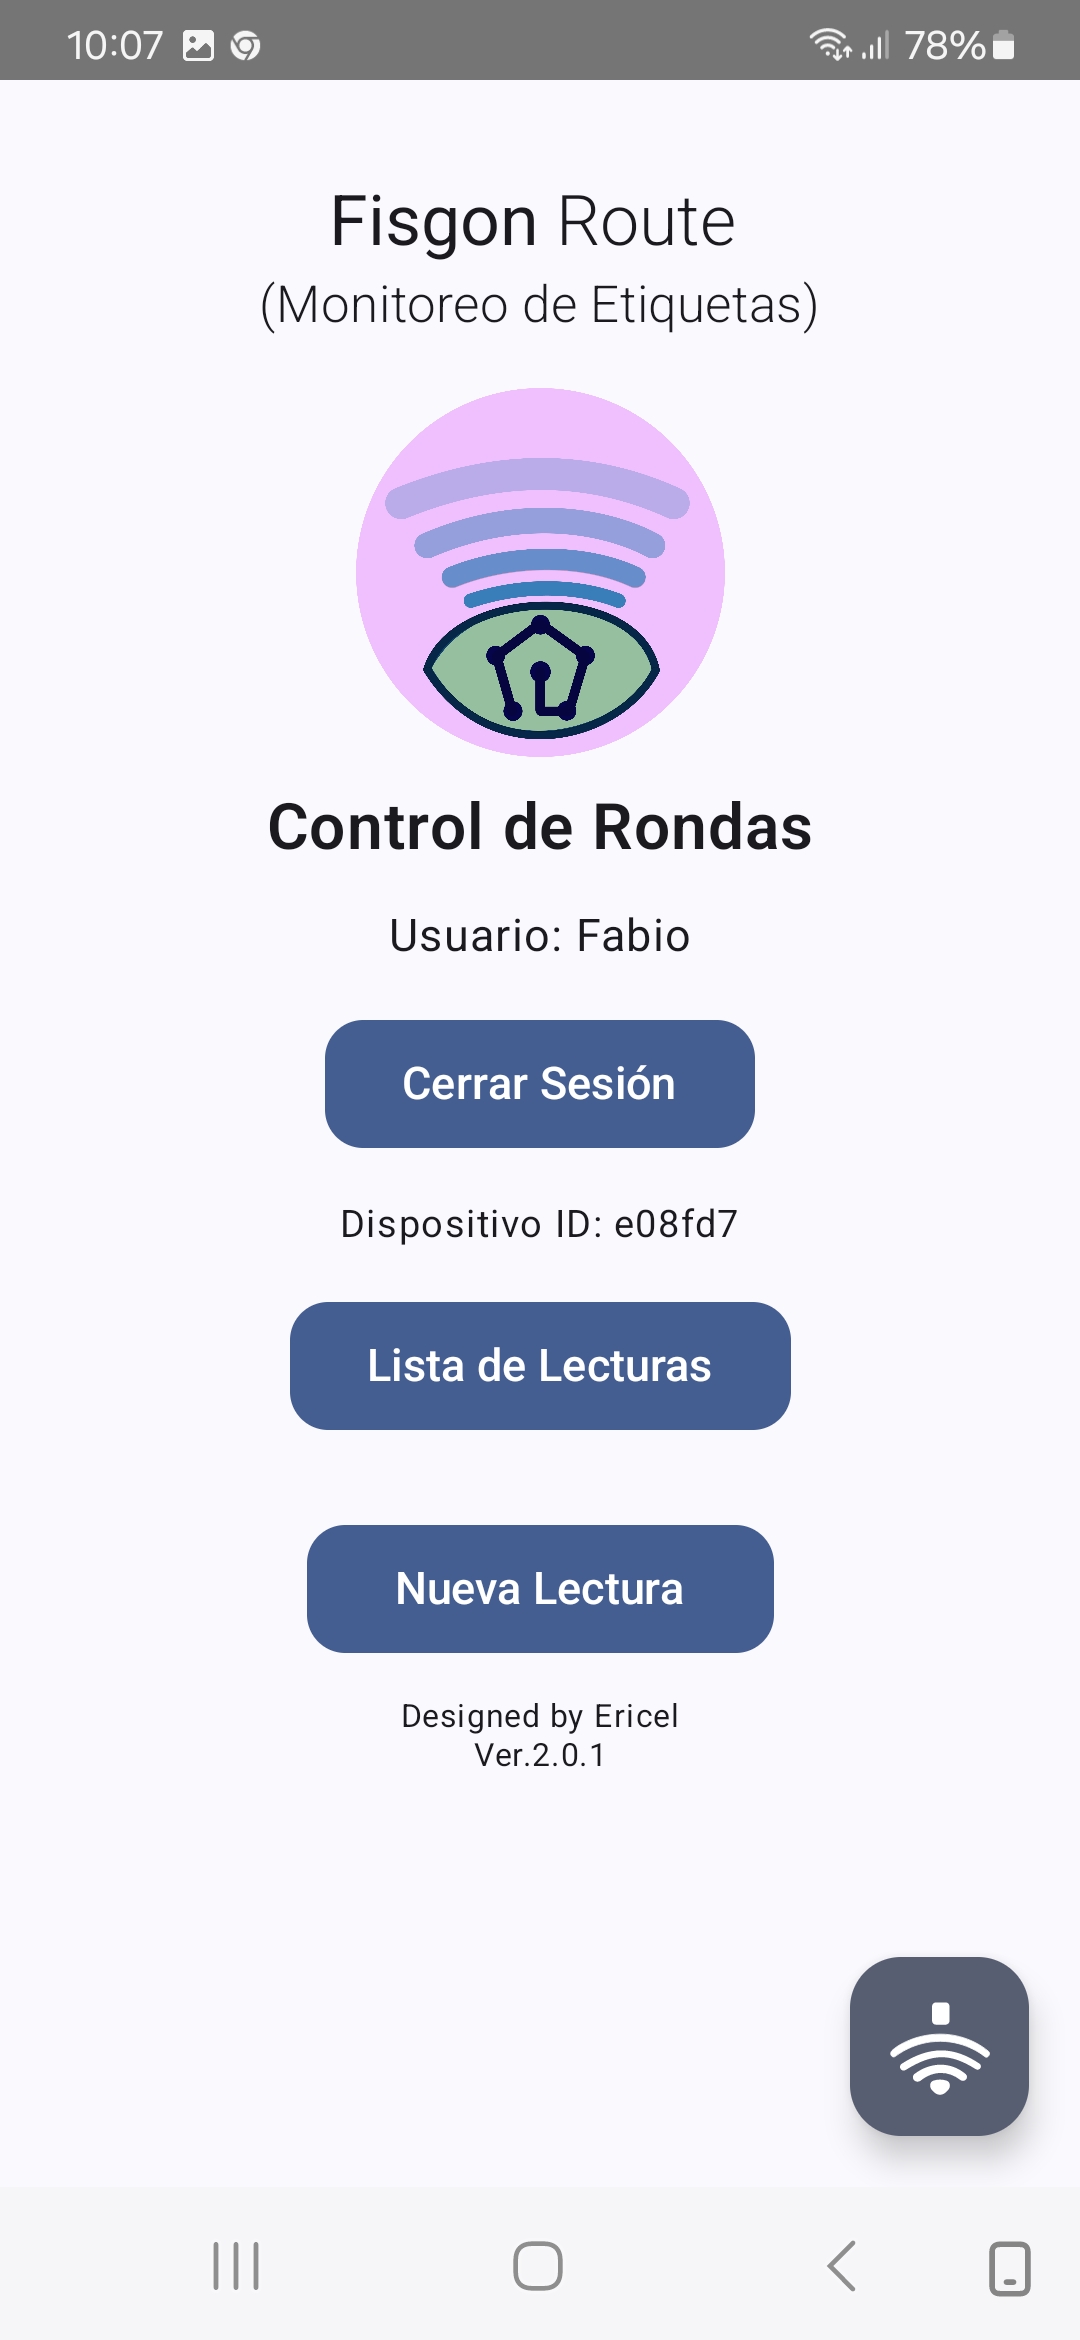 10:07
78%
Fisgon Route
(Monitoreo de Etiquetas)
Control de Rondas
Usuario: Fabio
Cerrar Sesión
Dispositivo ID: e08fd7
Lista de Lecturas
Nueva Lectura
Designed by Ericel
Ver.2.0.1